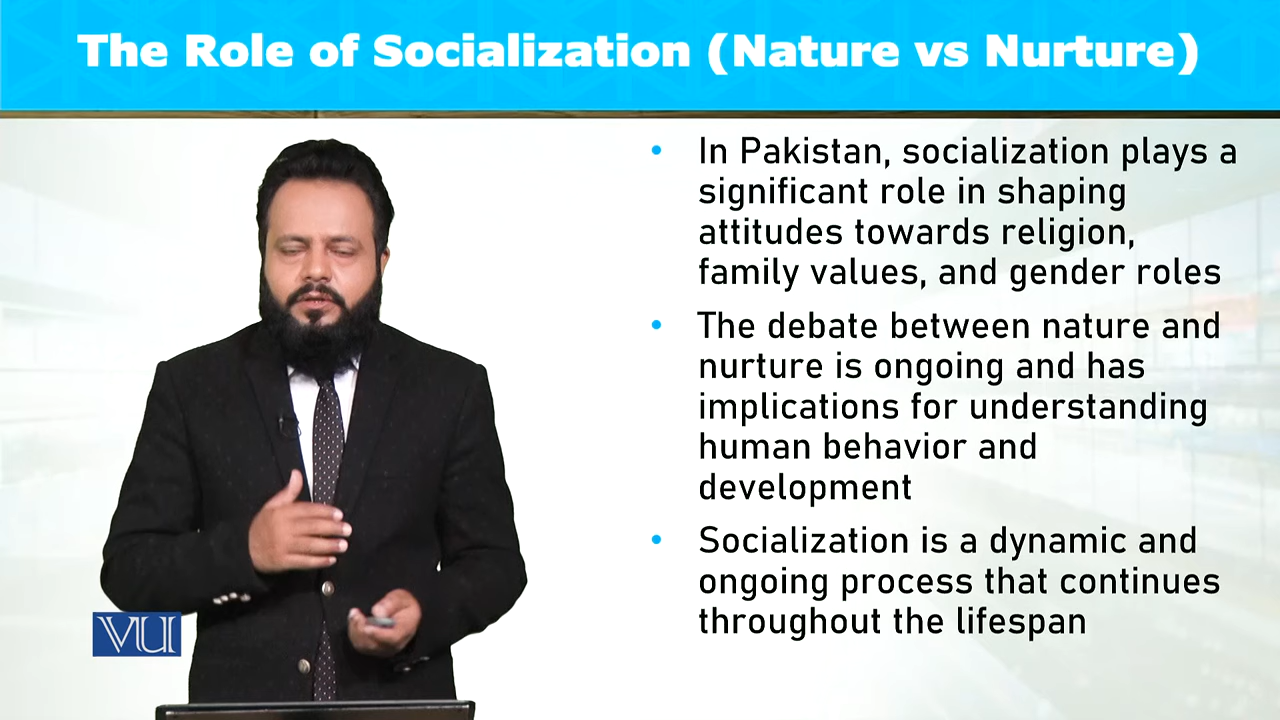 The Role of Socialization (Nature vs Nurture)
• In Pakistan, socialization plays a
significant role in shaping
attitudes towards religion,
family values, and gender roles
• The debate between nature and
nurture is ongoing and has
implications for understanding
human behavior and
development
• Socialization is a dynamic and
ongoing process that continues
throughout the lifespan
VU